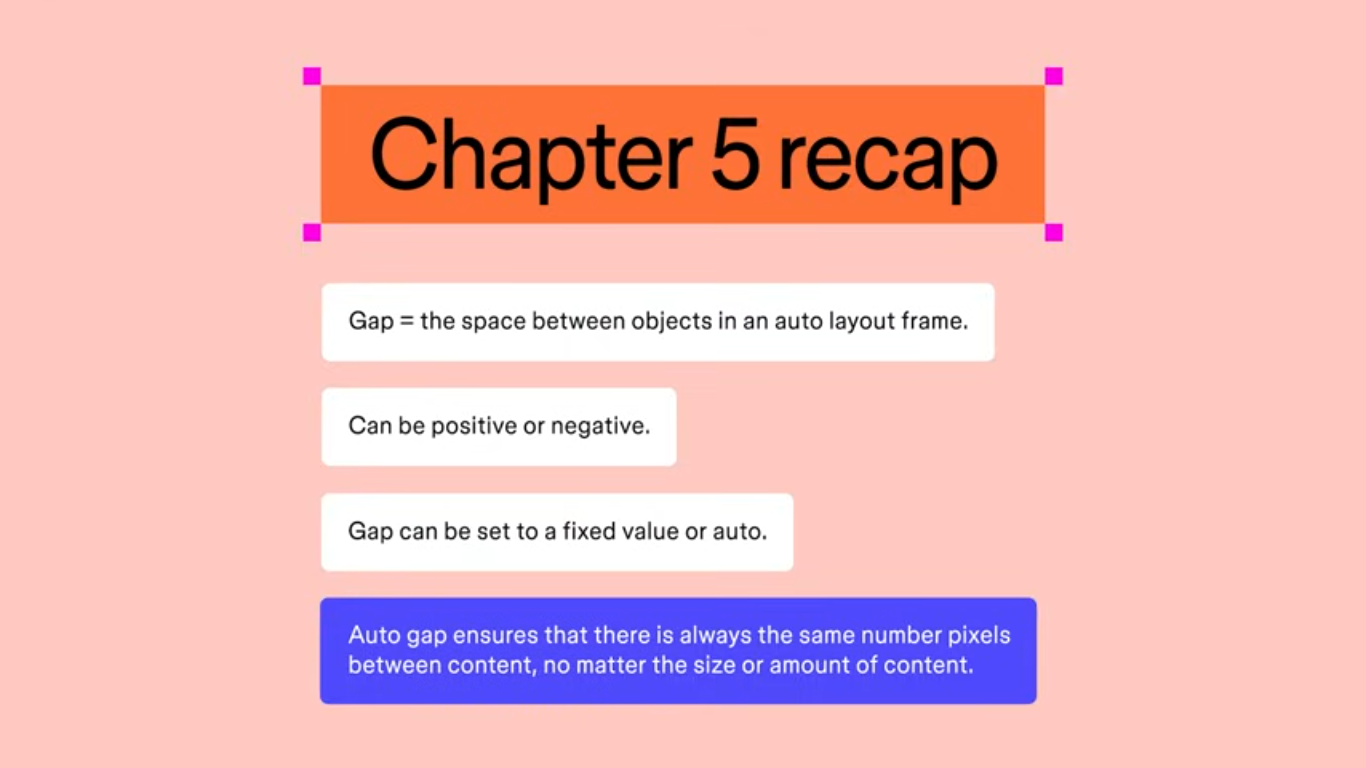 Chapter 5 recap
Gap = the space between objects in an auto layout frame.
Can be positive or negative.
Gap can be set to a fixed value or auto.
Auto gap ensures that there is always the same number pixels
between content, no matter the size or amount of content.